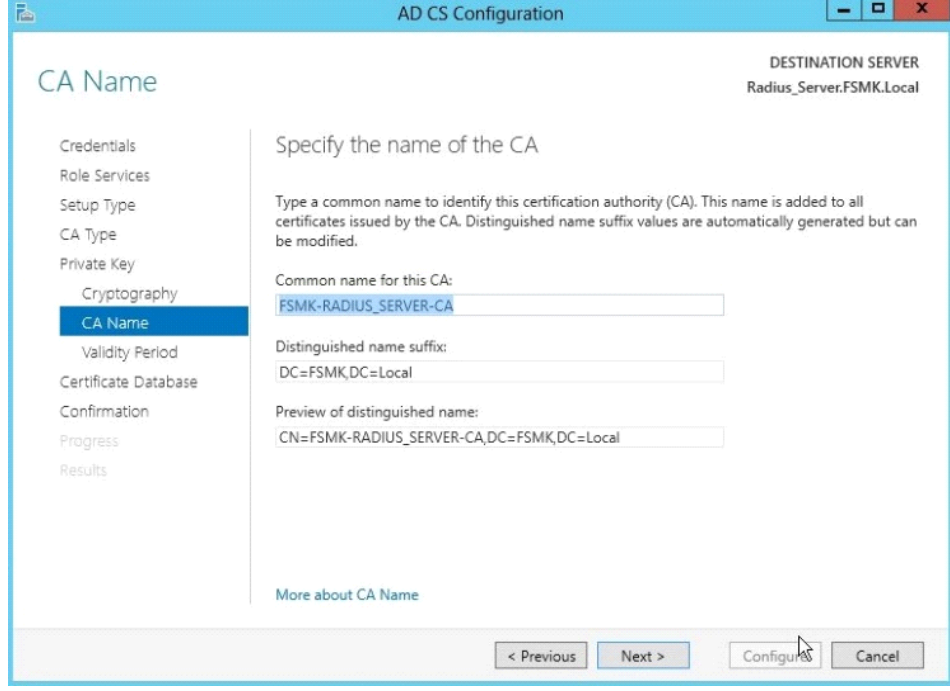 AD CS Configuration
CA Name
DESTINATION SERVER
Radius_Server.FSMK.Local
Credentials
Role Services
Setup Type
CA Type
Private Key
Cryptography
CA Name
Validity Period
Certificate Database
Confirmation
Progress
Results
Specify the name of the CA
Type a common name to identify this certification authority (CA). This name is added to all
certificates issued by the CA. Distinguished name suffix values are automatically generated but can
be modified.
Common name for this CA:
FSMK-RADIUS_SERVER-CA
Distinguished name suffix:
DC=FSMK,DC=Local
Preview of distinguished name:
CN=FSMK-RADIUS_SERVER-CA,DC=FSMK,DC=Local
More about CA Name
< Previous
Next >
Configure
Cancel